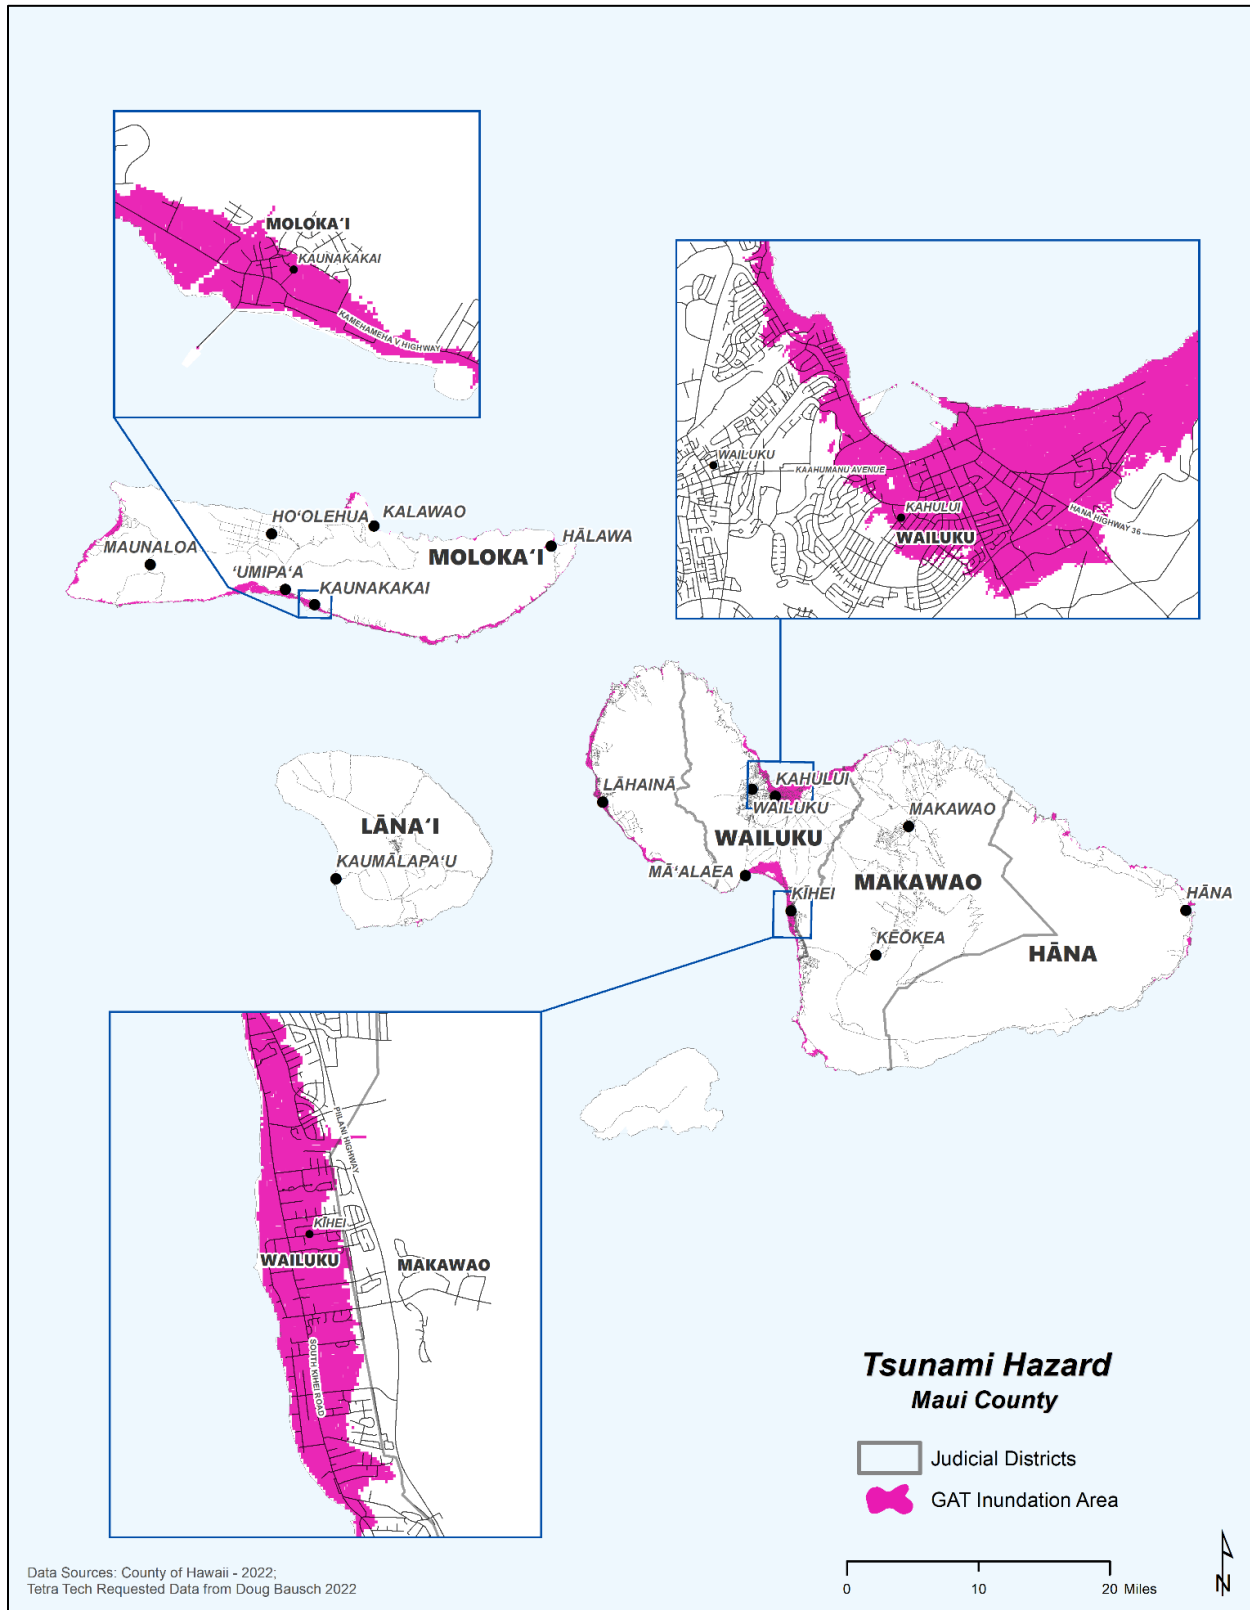 MOLOKAʻI
KAUNAKAKAI
KAMEHAMEHA V HIGHWAY
WAILUKU
KAAHUMANU AVENUE
KAHULUI
WAILUKU
HANA HIGHWAY 36
HOʻOLEHUA
KALAWAO
MAUNALOA
MOLOKAʻI
HĀLAWA
ʻUMIPAʻA
KAUNAKAKAI
LĀNAʻI
KAUMĀLAPAʻU
LĀHAINĀ
KAHULUI
WAILUKU
WAILUKU
MAKAWAO
MĀʻALAEA
MAKAWAO
KĪHEI
HĀNA
KĒŌKEA
HĀNA
PIILANI HIGHWAY
KĪHEI
WAILUKU
MAKAWAO
SOUTH KIHEI ROAD
Tsunami Hazard
Maui County
Judicial Districts
GAT Inundation Area
Data Sources: County of Hawaii - 2022;
Tetra Tech Requested Data from Doug Bausch 2022
0 10 20 Miles
N